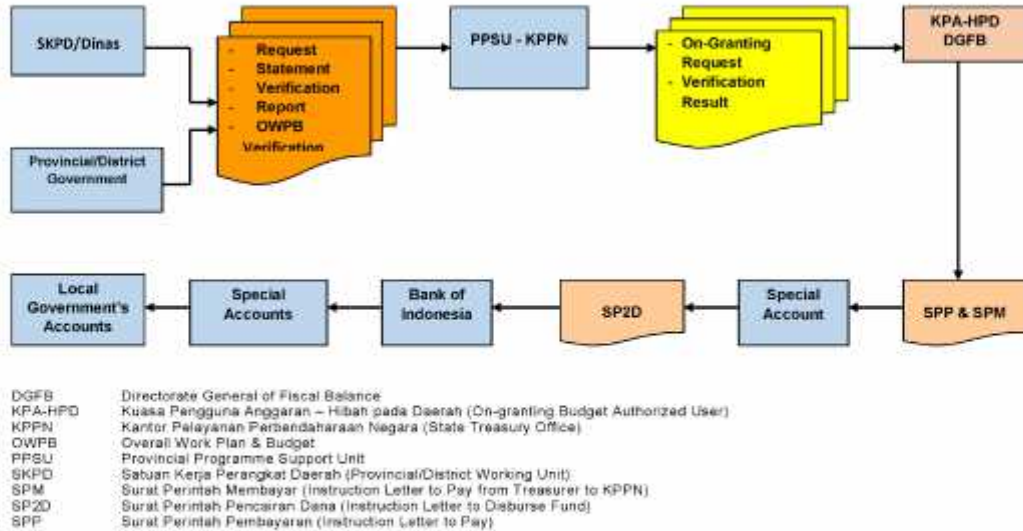 SKPD/Dinas
- Request
- Statement
- Verification
- Report
- OWPB
Verification
PPSU - KPPN
- On-Granting
Request
- Verification
Result
KPA-HPD
DGFB
Provincial/District
Government
Local
Government's
Accounts
Special
Accounts
Bank of
Indonesia
SP2D
Special
Account
SPP & SPM
DGFB Directorate General of Fiscal Balance
KPA-HPD Kuasa Pengguna Anggaran – Hibah pada Daerah (On-granting Budget Authorized User)
KPPN Kantor Pelayanan Perbendaharaan Negara (State Treasury Office)
OWPB Overall Work Plan & Budget
PPSU Provincial Programme Support Unit
SKPD Satuan Kerja Perangkat Daerah (Provincial/District Working Unit)
SPM Surat Perintah Membayar (Instruction Letter to Pay from Treasurer to KPPN)
SP2D Surat Perintah Pencairan Dana (Instruction Letter to Disburse Fund)
SPP Surat Perintah Pembayaran (Instruction Letter to Pay)